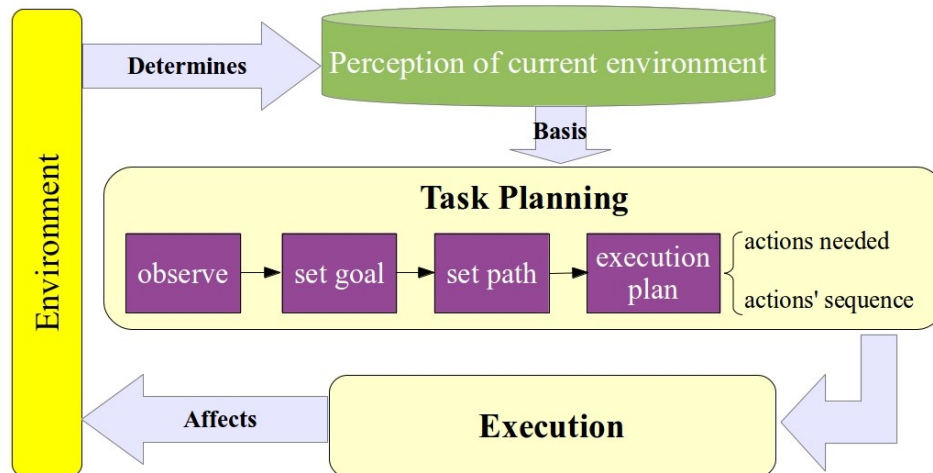 Environment
Determines
Perception of current environment
Basis
Task Planning
observe
set goal
set path
execution
plan
actions needed
actions' sequence
Affects
Execution